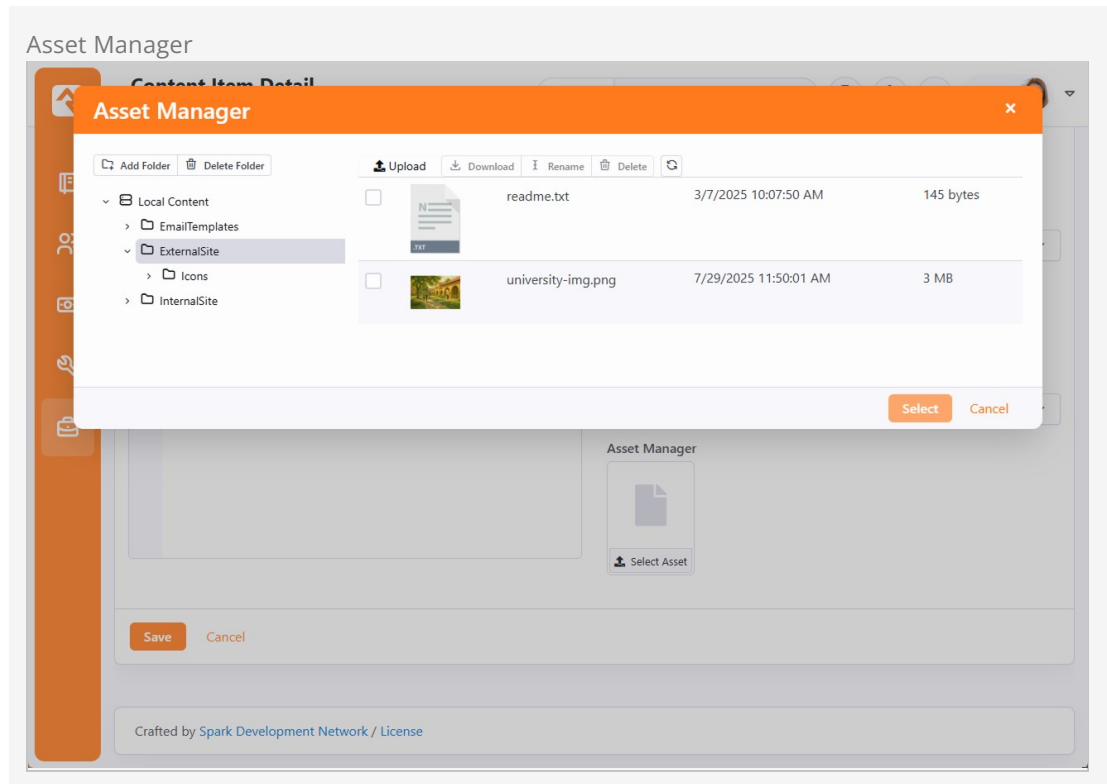 Asset Manager
Content Item Detail
Asset Manager
Add Folder Delete Folder
Upload Download Rename Delete
Local Content
EmailTemplates
ExternalSite
Icons
InternalSite
readme.txt 3/7/2025 10:07:50 AM 145 bytes
N
.TXT
university-img.png 7/29/2025 11:50:01 AM 3 MB
Select Cancel
Asset Manager
Select Asset
Save Cancel
Crafted by Spark Development Network / License